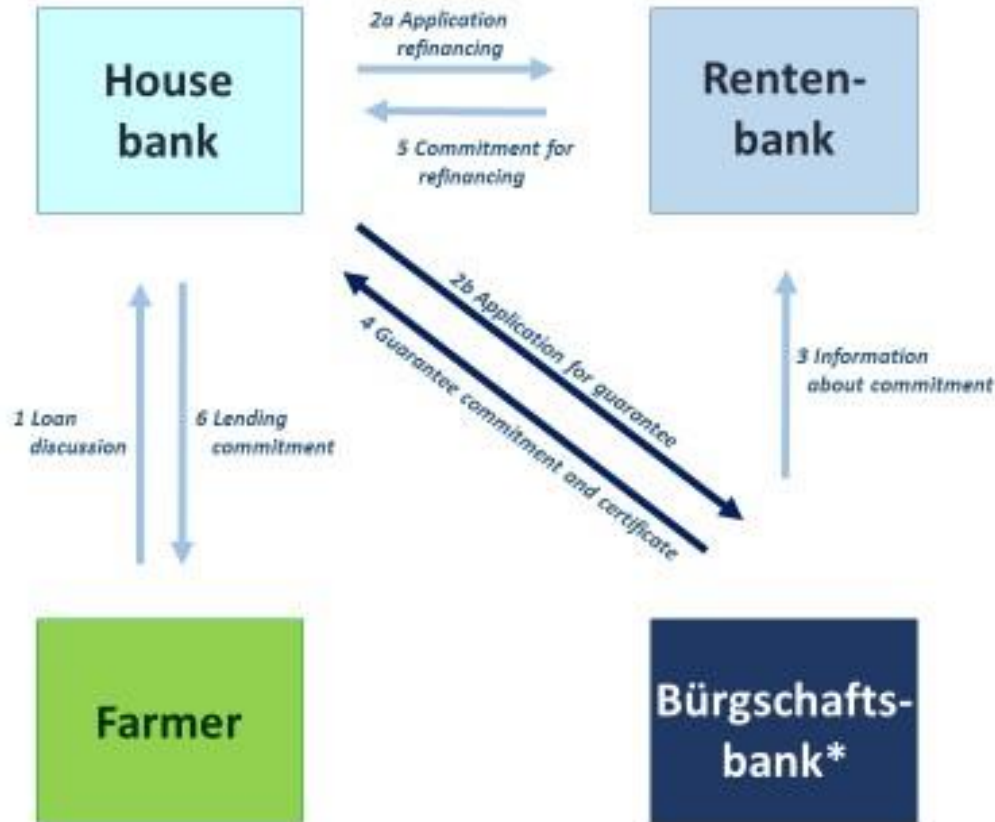 House
bank
2a Application
refinancing
5 Commitment for
refinancing
Renten-
bank
2b Application for guarantee
4 Guarantee commitment and certificate
3 Information
about commitment
1 Loan
discussion
6 Lending
commitment
Farmer
Bürgschafts-
bank*